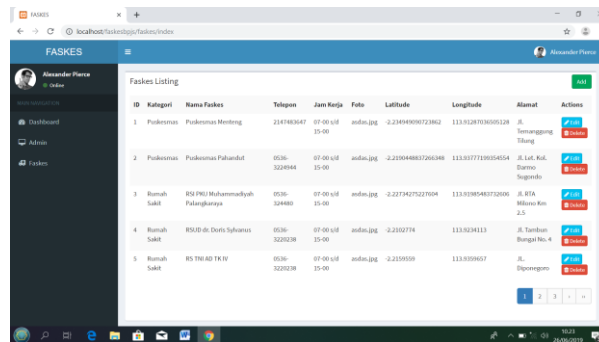 FASKES
localhost/faskesbpjs/faskes/index
FASKES
Alexander Pierce
Alexander Pierce
Online
MAIN NAVIGATION
Dashboard
Admin
Faskes
Faskes Listing
Add
ID Kategori Nama Faskes Telepon Jam Kerja Foto Latitude Longitude Alamat Actions
1 Puskesmas Puskesmas Menteng 2147483647 07-00 s/d 15-00 asdas.jpg -2.234949090723862 113.91287036505128 Jl. Temanggung Tilung Edit Delete
2 Puskesmas Puskesmas Pahandut 0536-3224944 07-00 s/d 15-00 asdas.jpg Jl. Let. Kol. Darmo Sugondo Edit Delete
3 Rumah Sakit RSI PKU Muhammadiyah Palangkaraya 0536-324480 07-00 s/d 15-00 asdas.jpg -2.22734275227604 113.91985483732606 Jl. RTA Milono Km 2.5 Edit Delete
4 Rumah Sakit RSUD dr. Doris Sylvanus 0536-3220238 07-00 s/d 15-00 asdas.jpg -2.2102774 113.9234113 Jl. Tambun Bungai No. 4 Edit Delete
5 Rumah Sakit RS TNI AD TK IV 0536-3220238 07-00 s/d 15-00 asdas.jpg -2.2159559 113.9359657 JL. Diponegoro Edit Delete
1 2 3 > »
10.23
26/06/2019